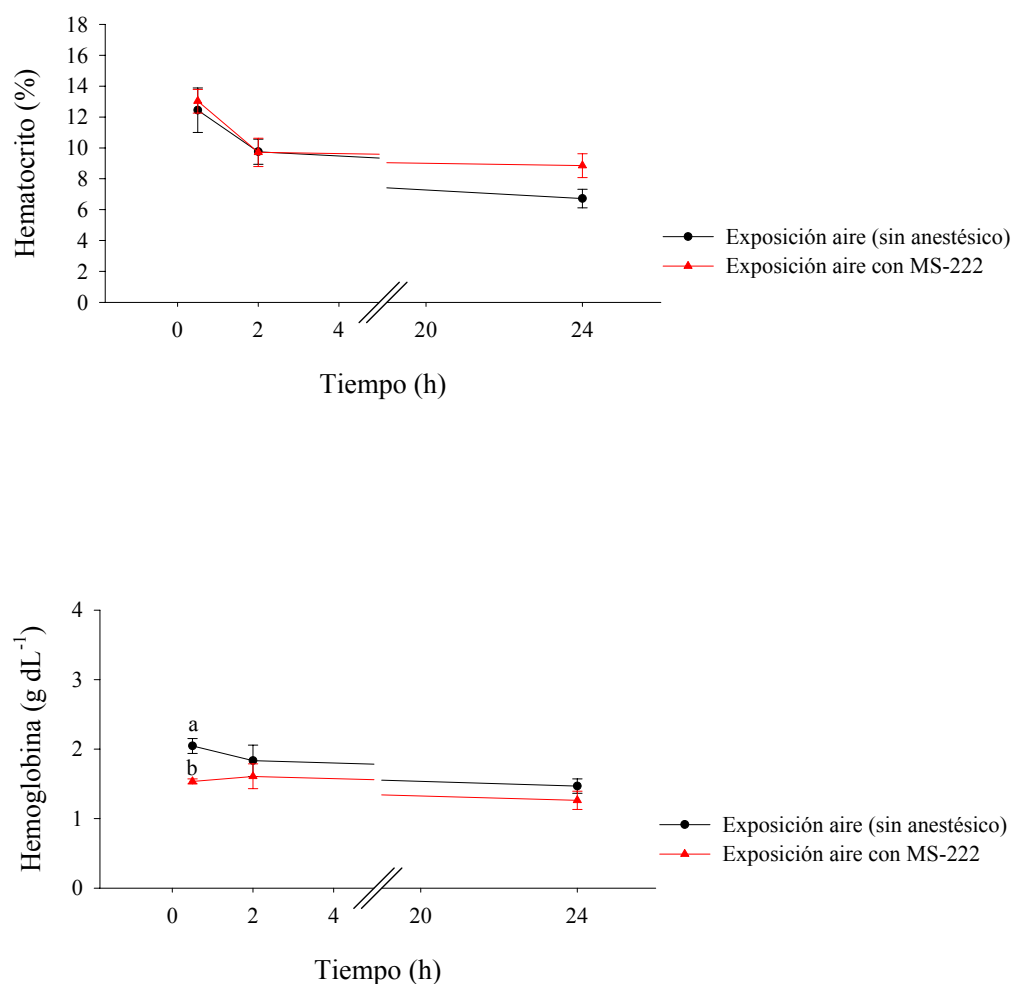 18
16
14
12
10
8
6
4
2
0
Hematocrito (%)
0 2 4 20 24
Tiempo (h)
Exposición aire (sin anestésico)
Exposición aire con MS-222
4
3
2
1
0
Hemoglobina (g dL⁻¹)
a
b
0 2 4 20 24
Tiempo (h)
Exposición aire (sin anestésico)
Exposición aire con MS-222